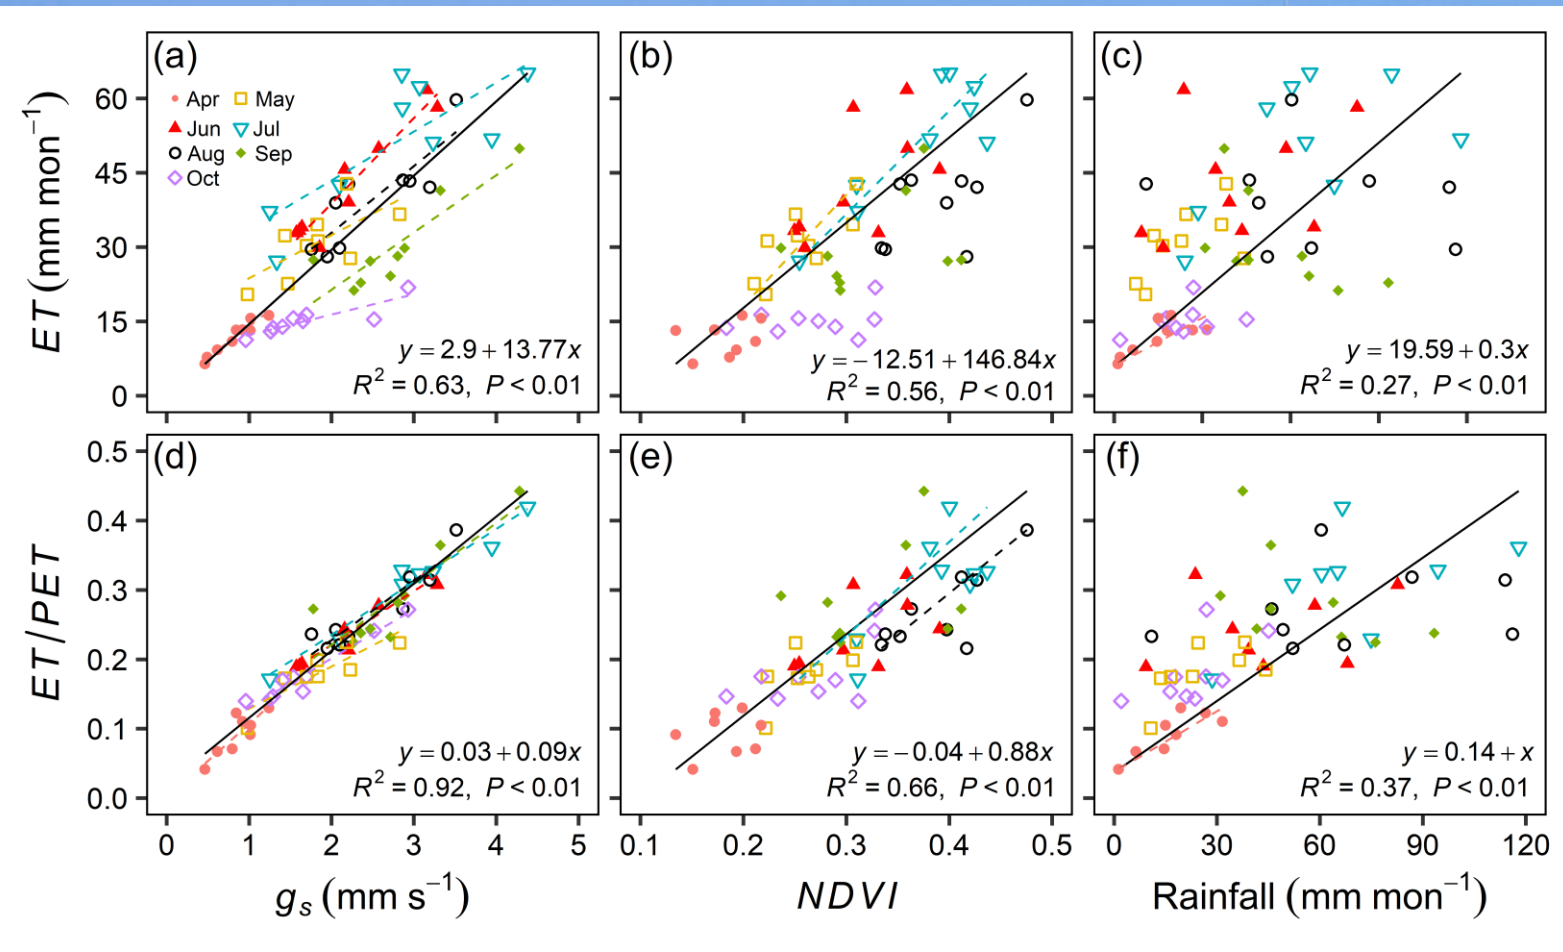 (a) (b) (c)
Apr May
Jun Jul
Aug Sep
Oct
ET (mm mon⁻¹)
60
45
30
15
0
y = 2.9 + 13.77x
R² = 0.63, P < 0.01
y = −12.51 + 146.84x
R² = 0.56, P < 0.01
y = 19.59 + 0.3x
R² = 0.27, P < 0.01
(d) (e) (f)
ET/PET
0.5
0.4
0.3
0.2
0.1
0.0
y = 0.03 + 0.09x
R² = 0.92, P < 0.01
y = −0.04 + 0.88x
R² = 0.66, P < 0.01
y = 0.14 + x
R² = 0.37, P < 0.01
0 1 2 3 4 5 0.1 0.2 0.3 0.4 0.5 0 30 60 90 120
gₛ (mm s⁻¹) NDVI Rainfall (mm mon⁻¹)